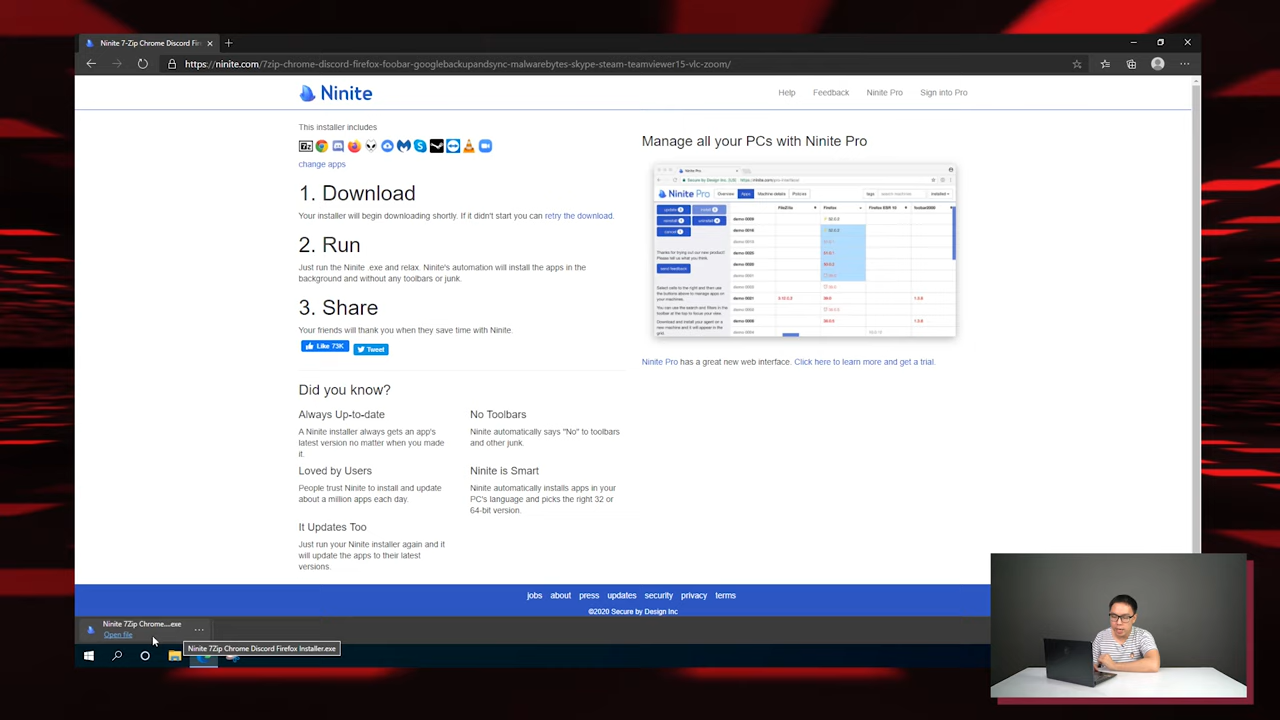 Ninite 7-Zip Chrome Discord Fir
https://ninite.com/7zip-chrome-discord-firefox-foobar-googlebackupandsync-malwarebytes-skype-steam-teamviewer15-vlc-zoom/
Ninite
Help Feedback Ninite Pro Sign into Pro
This installer includes
7z
change apps
1. Download
Your installer will begin downloading shortly. If it didn't start you can retry the download.
2. Run
Just run the Ninite .exe and relax. Ninite's automation will install the apps in the
background and without any toolbars or junk.
3. Share
Your friends will thank you when they save time with Ninite.
Like 73K Tweet
Manage all your PCs with Ninite Pro
Ninite Pro
Overview Apps Machine details Policies
Ninite Pro has a great new web interface. Click here to learn more and get a trial.
Did you know?
Always Up-to-date
A Ninite installer always gets an app's
latest version no matter when you made
it.
No Toolbars
Ninite automatically says "No" to toolbars
and other junk.
Loved by Users
People trust Ninite to install and update
about a million apps each day.
Ninite is Smart
Ninite automatically installs apps in your
PC's language and picks the right 32 or
64-bit version.
It Updates Too
Just run your Ninite installer again and it
will update the apps to their latest
versions.
jobs about press updates security privacy terms
©2020 Secure by Design Inc
Ninite 7Zip Chrome....exe
Open file
Ninite 7Zip Chrome Discord Firefox Installer.exe